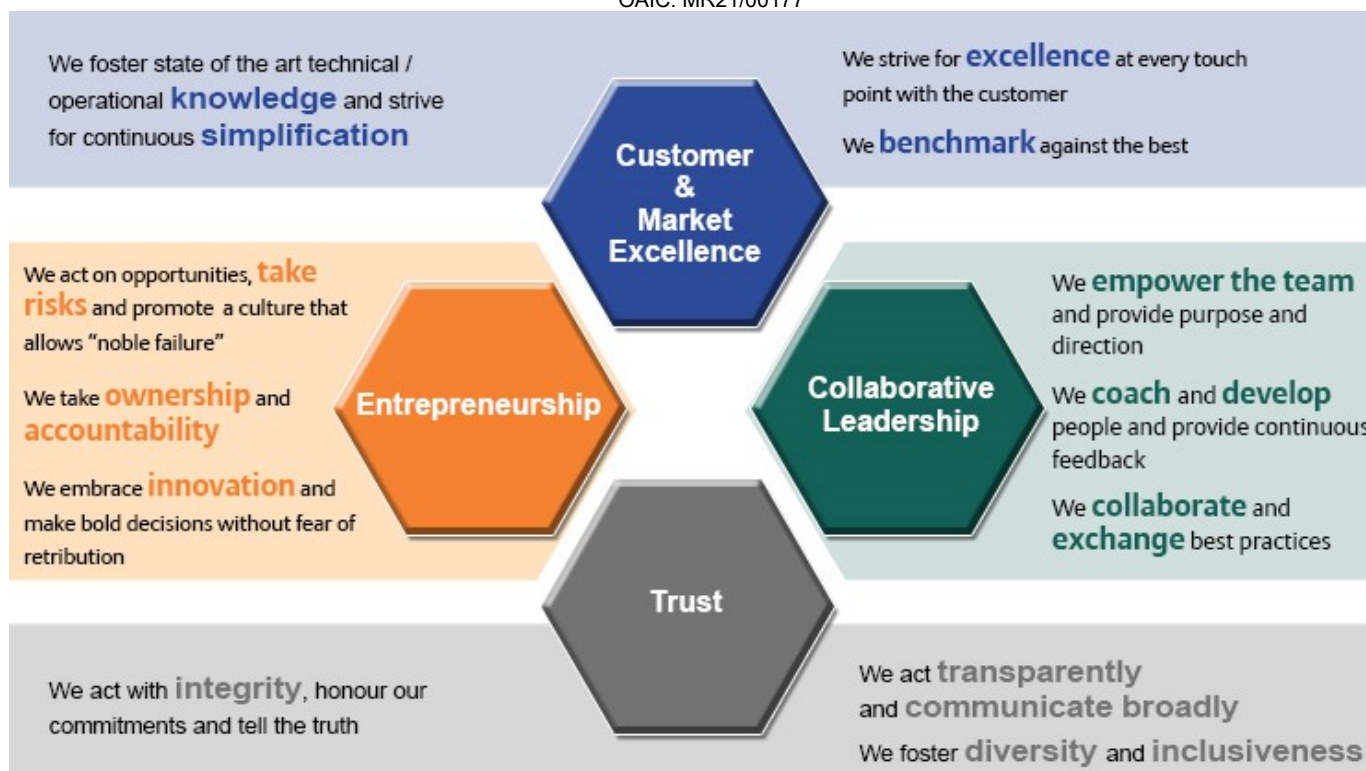 OAIC: MR21/00177
We foster state of the art technical /
operational knowledge and strive
for continuous simplification
We strive for excellence at every touch
point with the customer
We benchmark against the best
Customer
&
Market
Excellence
We act on opportunities, take
risks and promote a culture that
allows “noble failure”
We take ownership and
accountability
We embrace innovation and
make bold decisions without fear of
retribution
Entrepreneurship
Collaborative
Leadership
We empower the team
and provide purpose and
direction
We coach and develop
people and provide continuous
feedback
We collaborate and
exchange best practices
Trust
We act with integrity, honour our
commitments and tell the truth
We act transparently
and communicate broadly
We foster diversity and inclusiveness